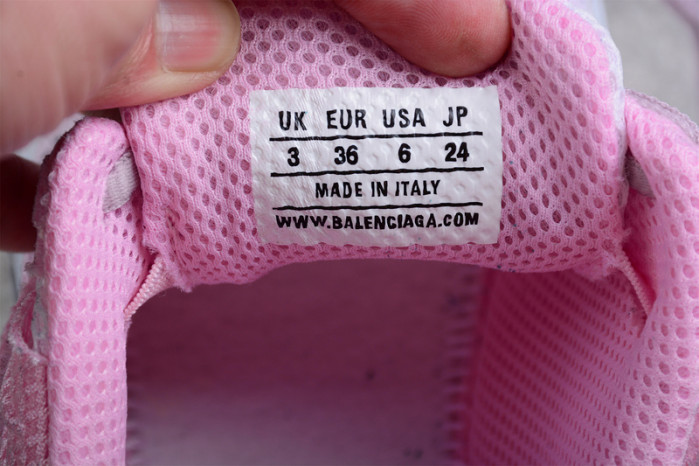 UK EUR USA JP
3 36 6 24
MADE IN ITALY
WWW.BALENCIAGA.COM